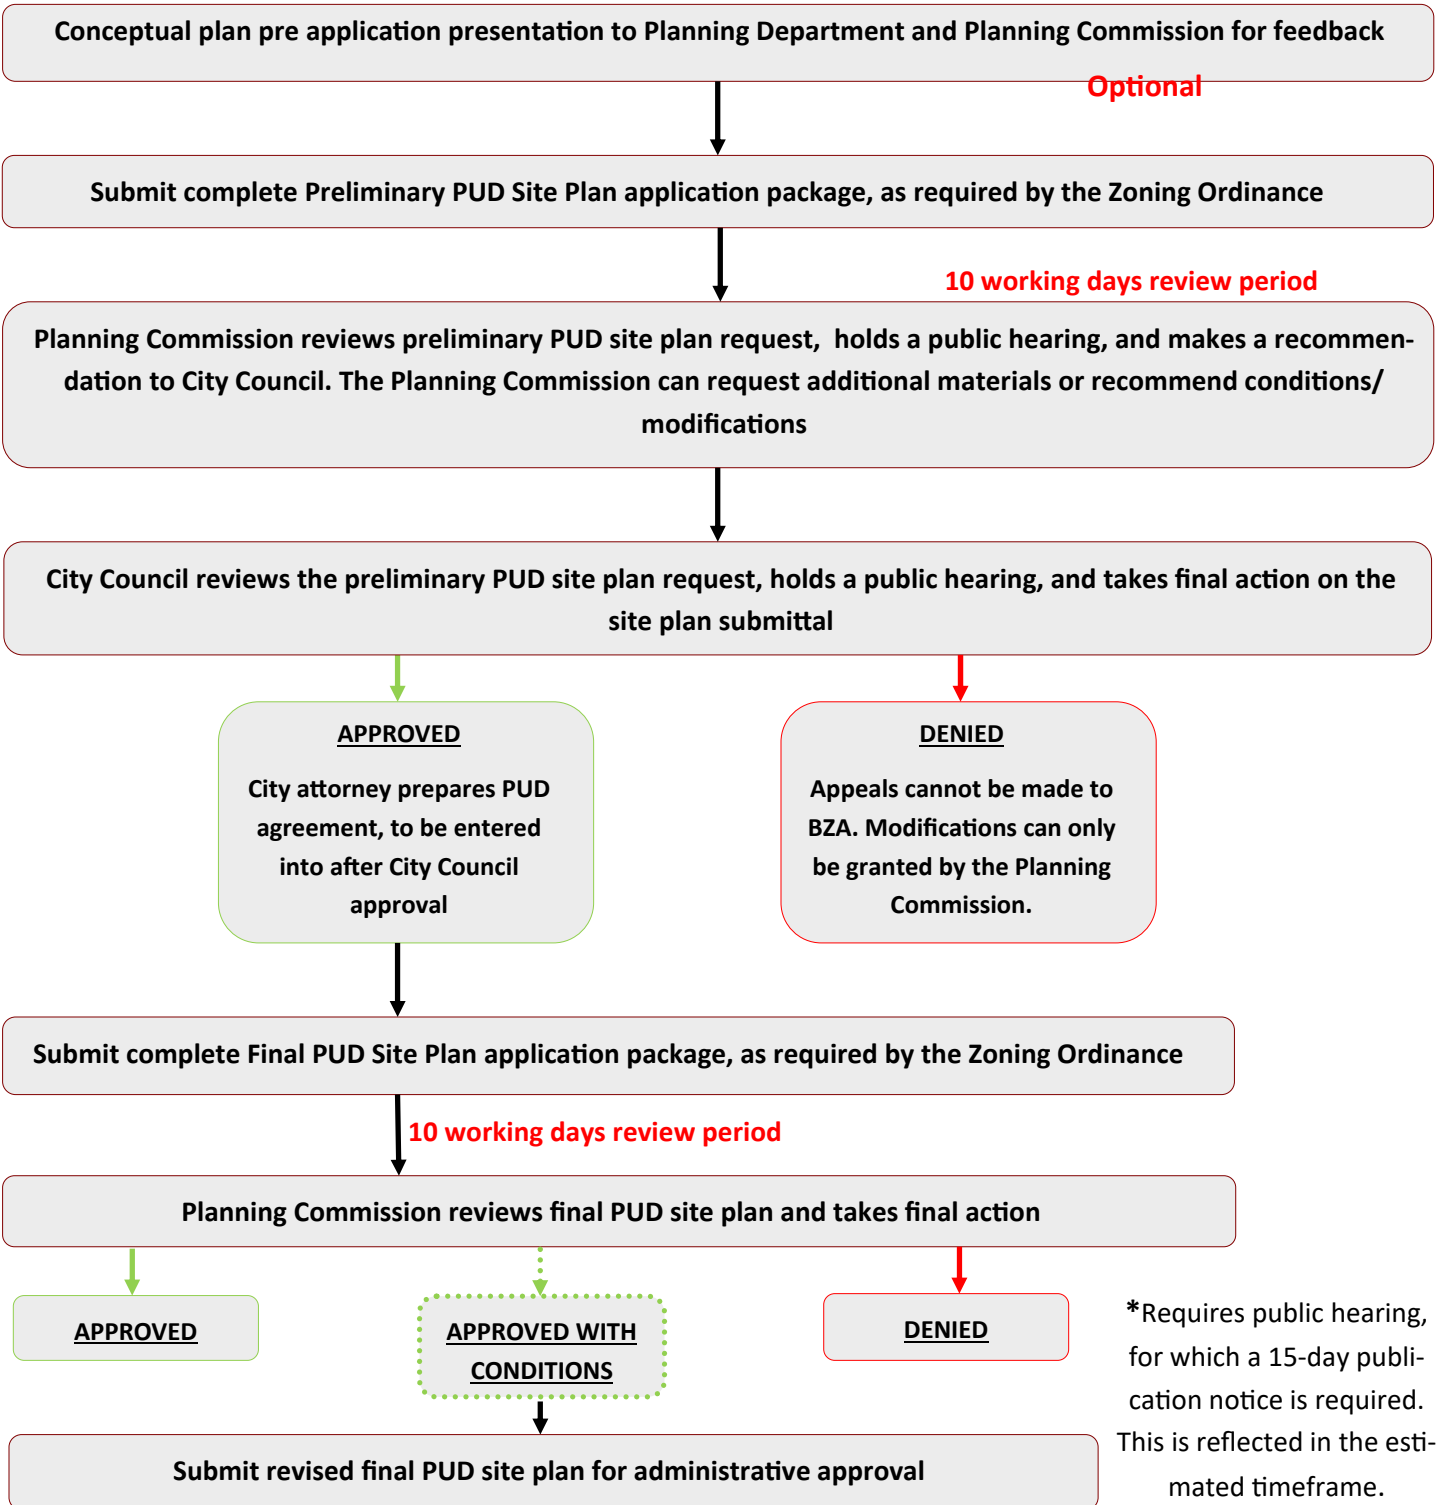 Conceptual plan pre application presentation to Planning Department and Planning Commission for feedback
Optional
Submit complete Preliminary PUD Site Plan application package, as required by the Zoning Ordinance
10 working days review period
Planning Commission reviews preliminary PUD site plan request,  holds a public hearing, and makes a recommen-
dation to City Council. The Planning Commission can request additional materials or recommend conditions/
modifications
City Council reviews the preliminary PUD site plan request, holds a public hearing, and takes final action on the
site plan submittal
APPROVED
City attorney prepares PUD
agreement, to be entered
into after City Council
approval
DENIED
Appeals cannot be made to
BZA. Modifications can only
be granted by the Planning
Commission.
Submit complete Final PUD Site Plan application package, as required by the Zoning Ordinance
10 working days review period
Planning Commission reviews final PUD site plan and takes final action
APPROVED
APPROVED WITH
CONDITIONS
DENIED
Submit revised final PUD site plan for administrative approval
*Requires public hearing,
for which a 15-day publi-
cation notice is required.
This is reflected in the esti-
mated timeframe.